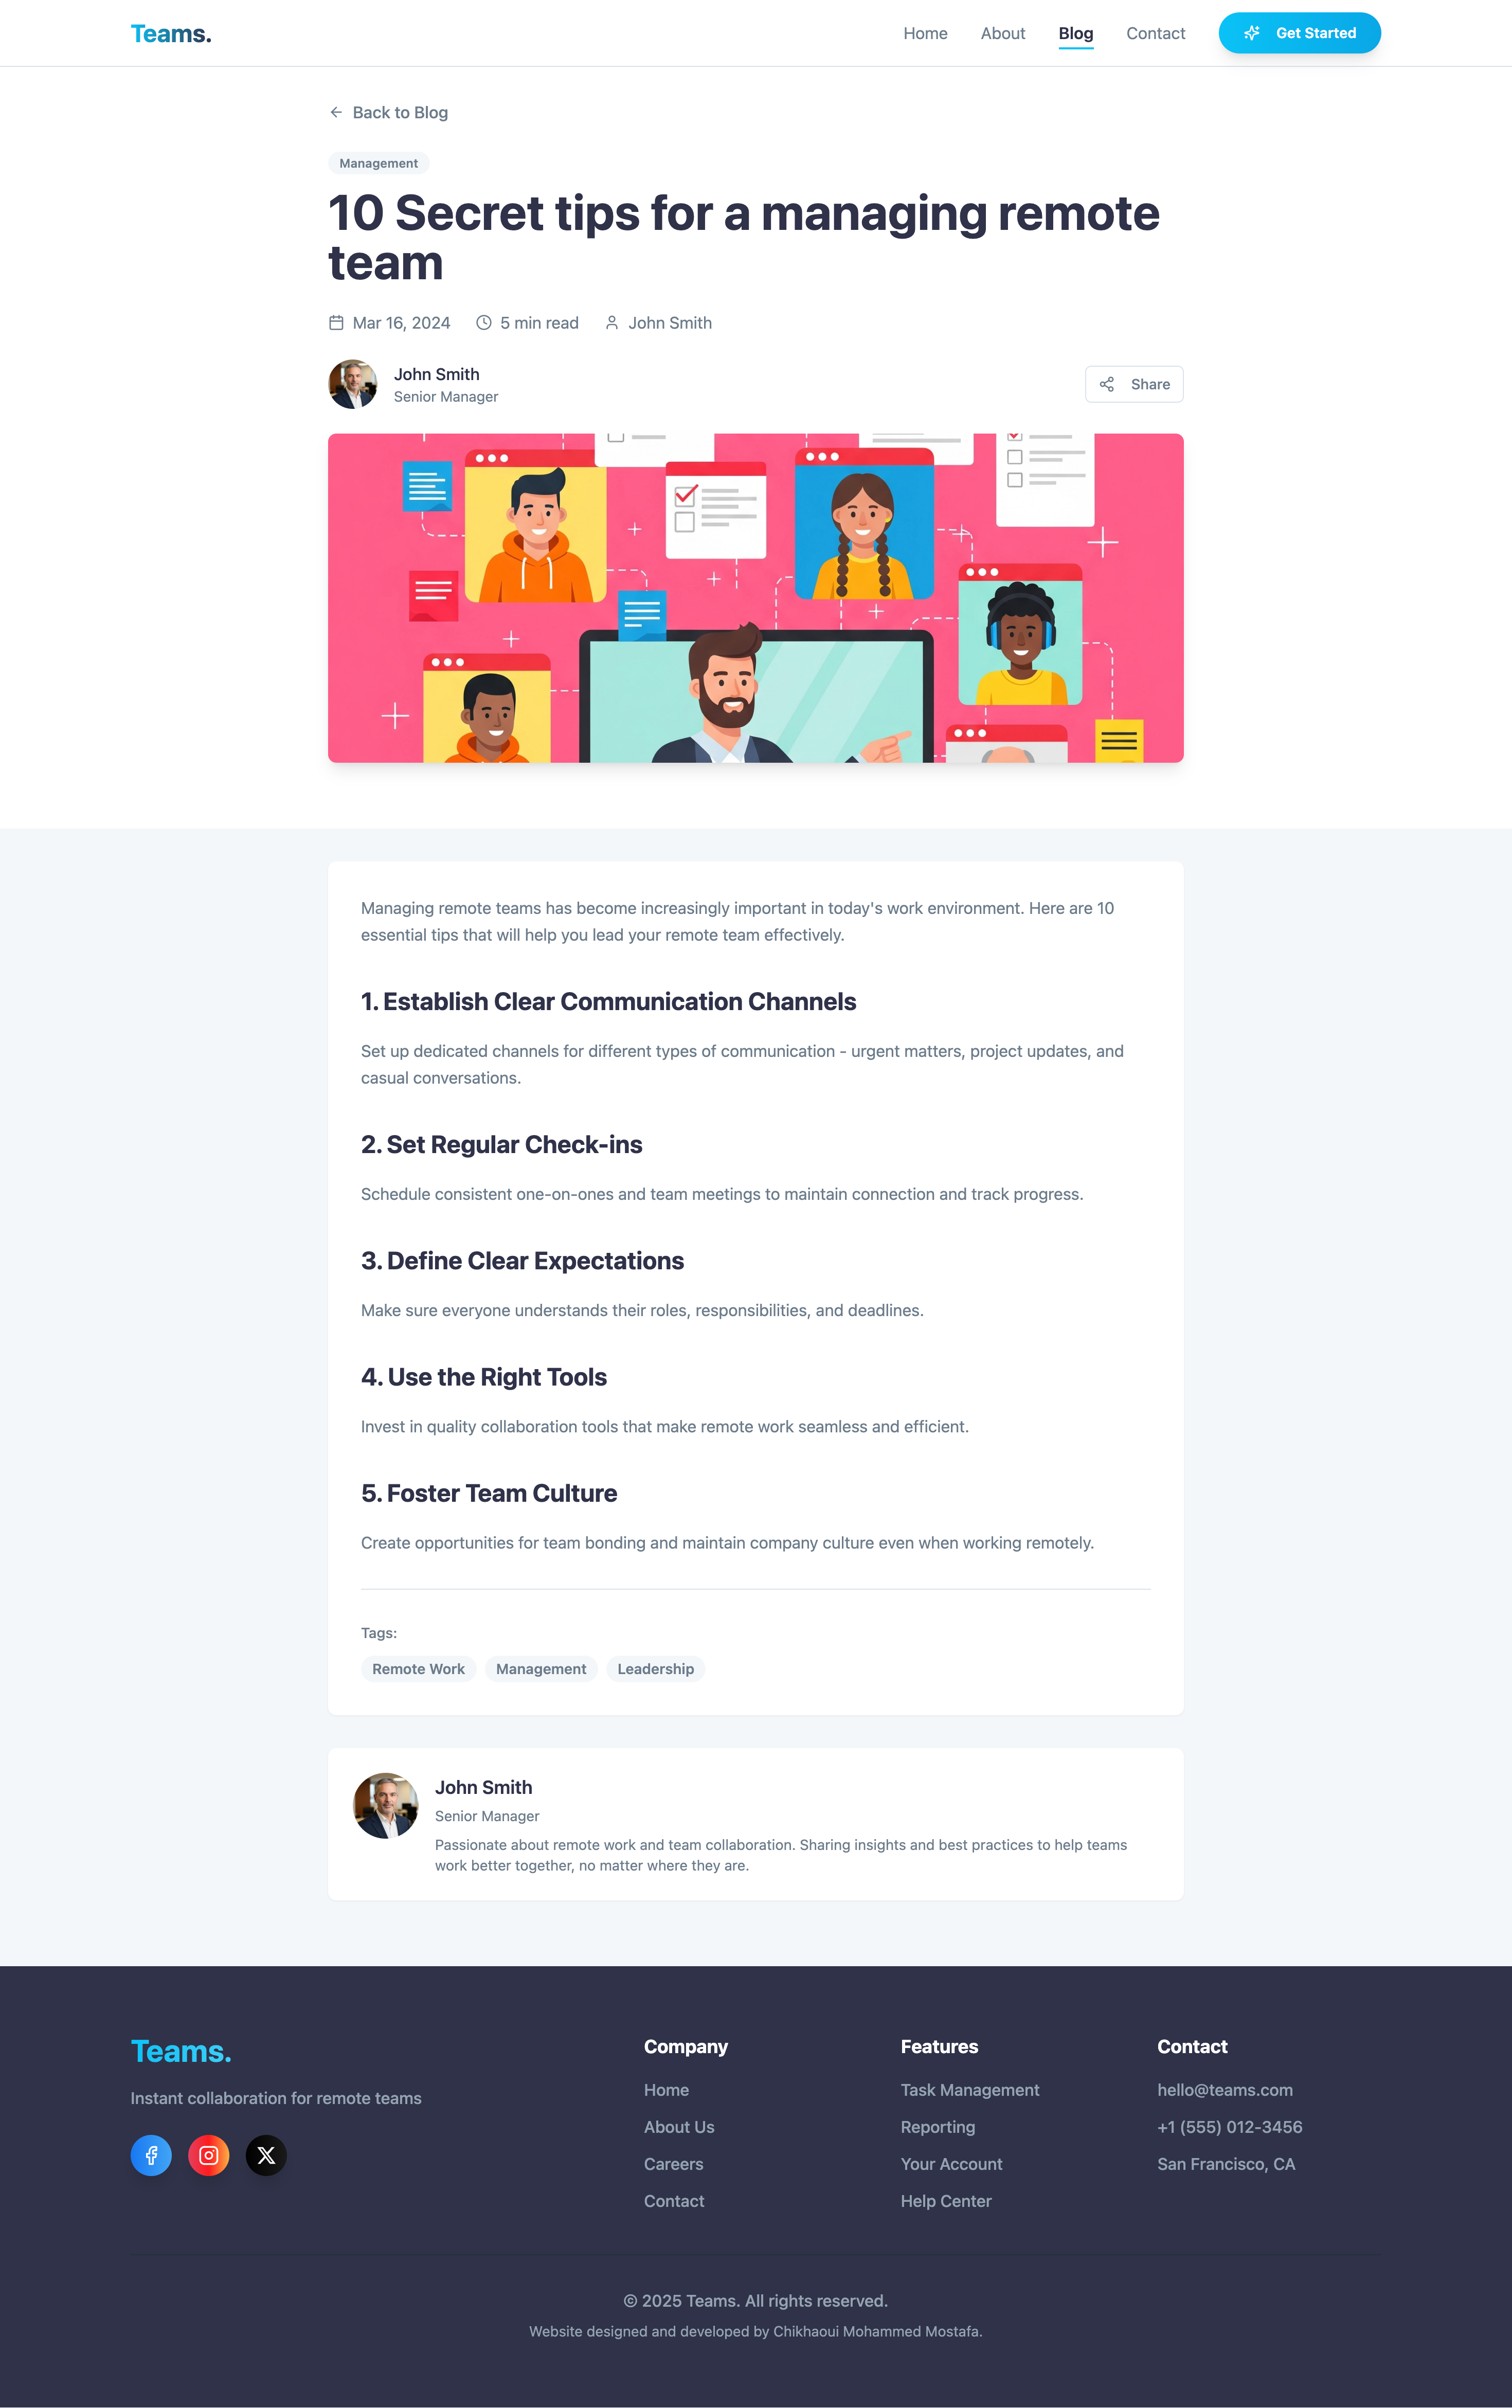 Teams.
Home
About
Blog
Contact
Get Started
Back to Blog
Management
10 Secret tips for a managing remote
team
Mar 16, 2024
5 min read
John Smith
John Smith
Senior Manager
Share
Managing remote teams has become increasingly important in today's work environment. Here are 10
essential tips that will help you lead your remote team effectively.
1. Establish Clear Communication Channels
Set up dedicated channels for different types of communication - urgent matters, project updates, and
casual conversations.
2. Set Regular Check-ins
Schedule consistent one-on-ones and team meetings to maintain connection and track progress.
3. Define Clear Expectations
Make sure everyone understands their roles, responsibilities, and deadlines.
4. Use the Right Tools
Invest in quality collaboration tools that make remote work seamless and efficient.
5. Foster Team Culture
Create opportunities for team bonding and maintain company culture even when working remotely.
Tags:
Remote Work
Management
Leadership
John Smith
Senior Manager
Passionate about remote work and team collaboration. Sharing insights and best practices to help teams
work better together, no matter where they are.
Teams.
Instant collaboration for remote teams
Company
Home
About Us
Careers
Contact
Features
Task Management
Reporting
Your Account
Help Center
Contact
hello@teams.com
+1 (555) 012-3456
San Francisco, CA
© 2025 Teams. All rights reserved.
Website designed and developed by Chikhaoui Mohammed Mostafa.